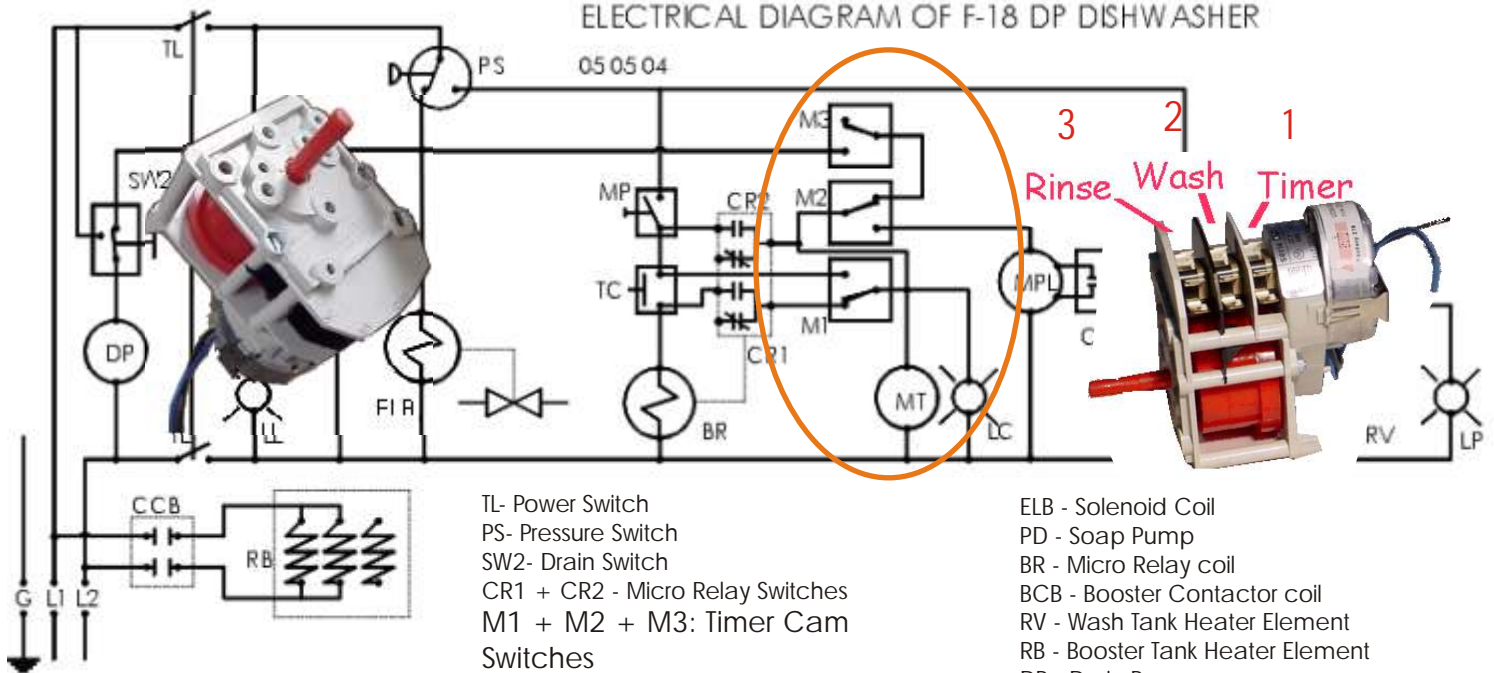 ELECTRICAL DIAGRAM OF F-18 DP DISHWASHER
TL
PS
05 05 04
3 2 1
Rinse Wash Timer
M3
SW2
MP
CR2
M2
TC
MPL
M1
CR1
DP
BR
MT
LC
RV
LP
CCB
RB
G L1 L2
TL- Power Switch
PS- Pressure Switch
SW2- Drain Switch
CR1 + CR2 - Micro Relay Switches
M1 + M2 + M3: Timer Cam
Switches
ELB - Solenoid Coil
PD - Soap Pump
BR - Micro Relay coil
BCB - Booster Contactor coil
RV - Wash Tank Heater Element
RB - Booster Tank Heater Element